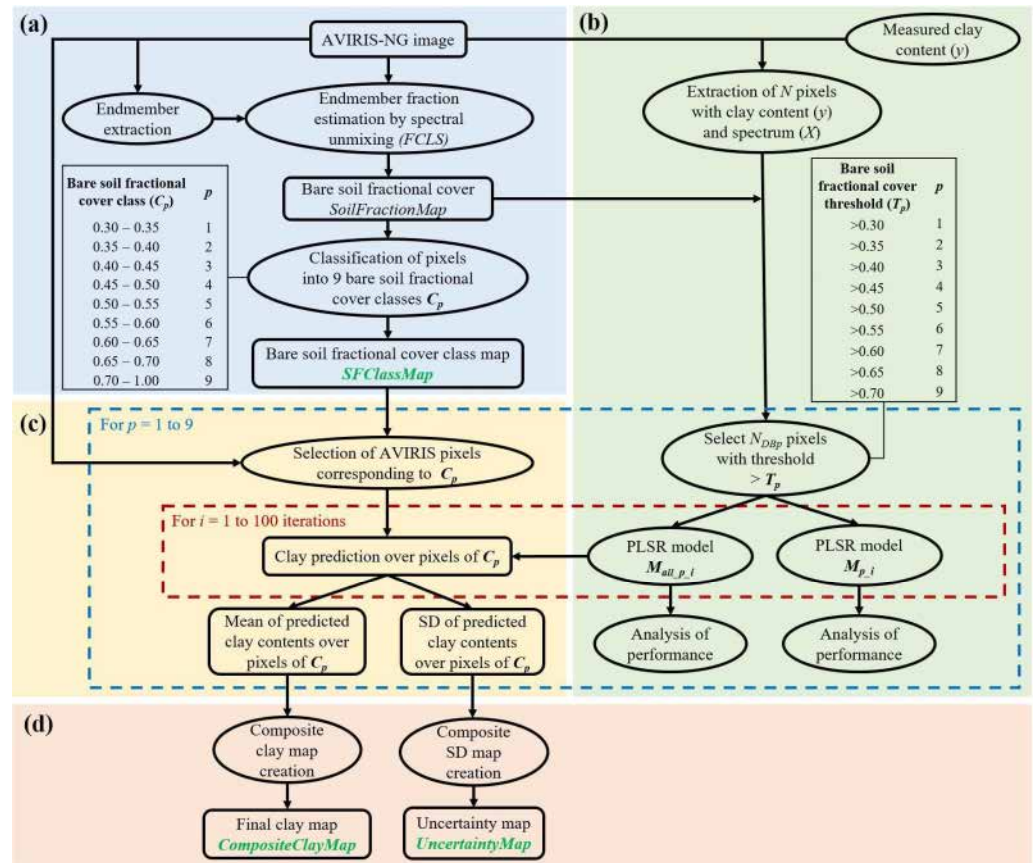 (a)
AVIRIS-NG image
Endmember
extraction
Endmember fraction
estimation by spectral
unmixing (FCLS)
Bare soil fractional cover
SoilFractionMap
Bare soil fractional
cover class (Cp) p
0.30 – 0.35 1
0.35 – 0.40 2
0.40 – 0.45 3
0.45 – 0.50 4
0.50 – 0.55 5
0.55 – 0.60 6
0.60 – 0.65 7
0.65 – 0.70 8
0.70 – 1.00 9
Classification of pixels
into 9 bare soil fractional
cover classes Cp
Bare soil fractional cover class map
SFClassMap
(b)
Measured clay
content (y)
Extraction of N pixels
with clay content (y)
and spectrum (X)
Bare soil
fractional cover
threshold (Tp) p
>0.30 1
>0.35 2
>0.40 3
>0.45 4
>0.50 5
>0.55 6
>0.60 7
>0.65 8
>0.70 9
(c)
For p = 1 to 9
Selection of AVIRIS pixels
corresponding to Cp
Select NDBp pixels
with threshold
> Tp
For i = 1 to 100 iterations
Clay prediction over pixels of Cp
PLSR model
Mall_p_i
PLSR model
Mp_i
Mean of predicted
clay contents over
pixels of Cp
SD of predicted
clay contents
over pixels of Cp
Analysis of
performance
Analysis of
performance
(d)
Composite
clay map
creation
Composite
SD map
creation
Final clay map
CompositeClayMap
Uncertainty map
UncertaintyMap